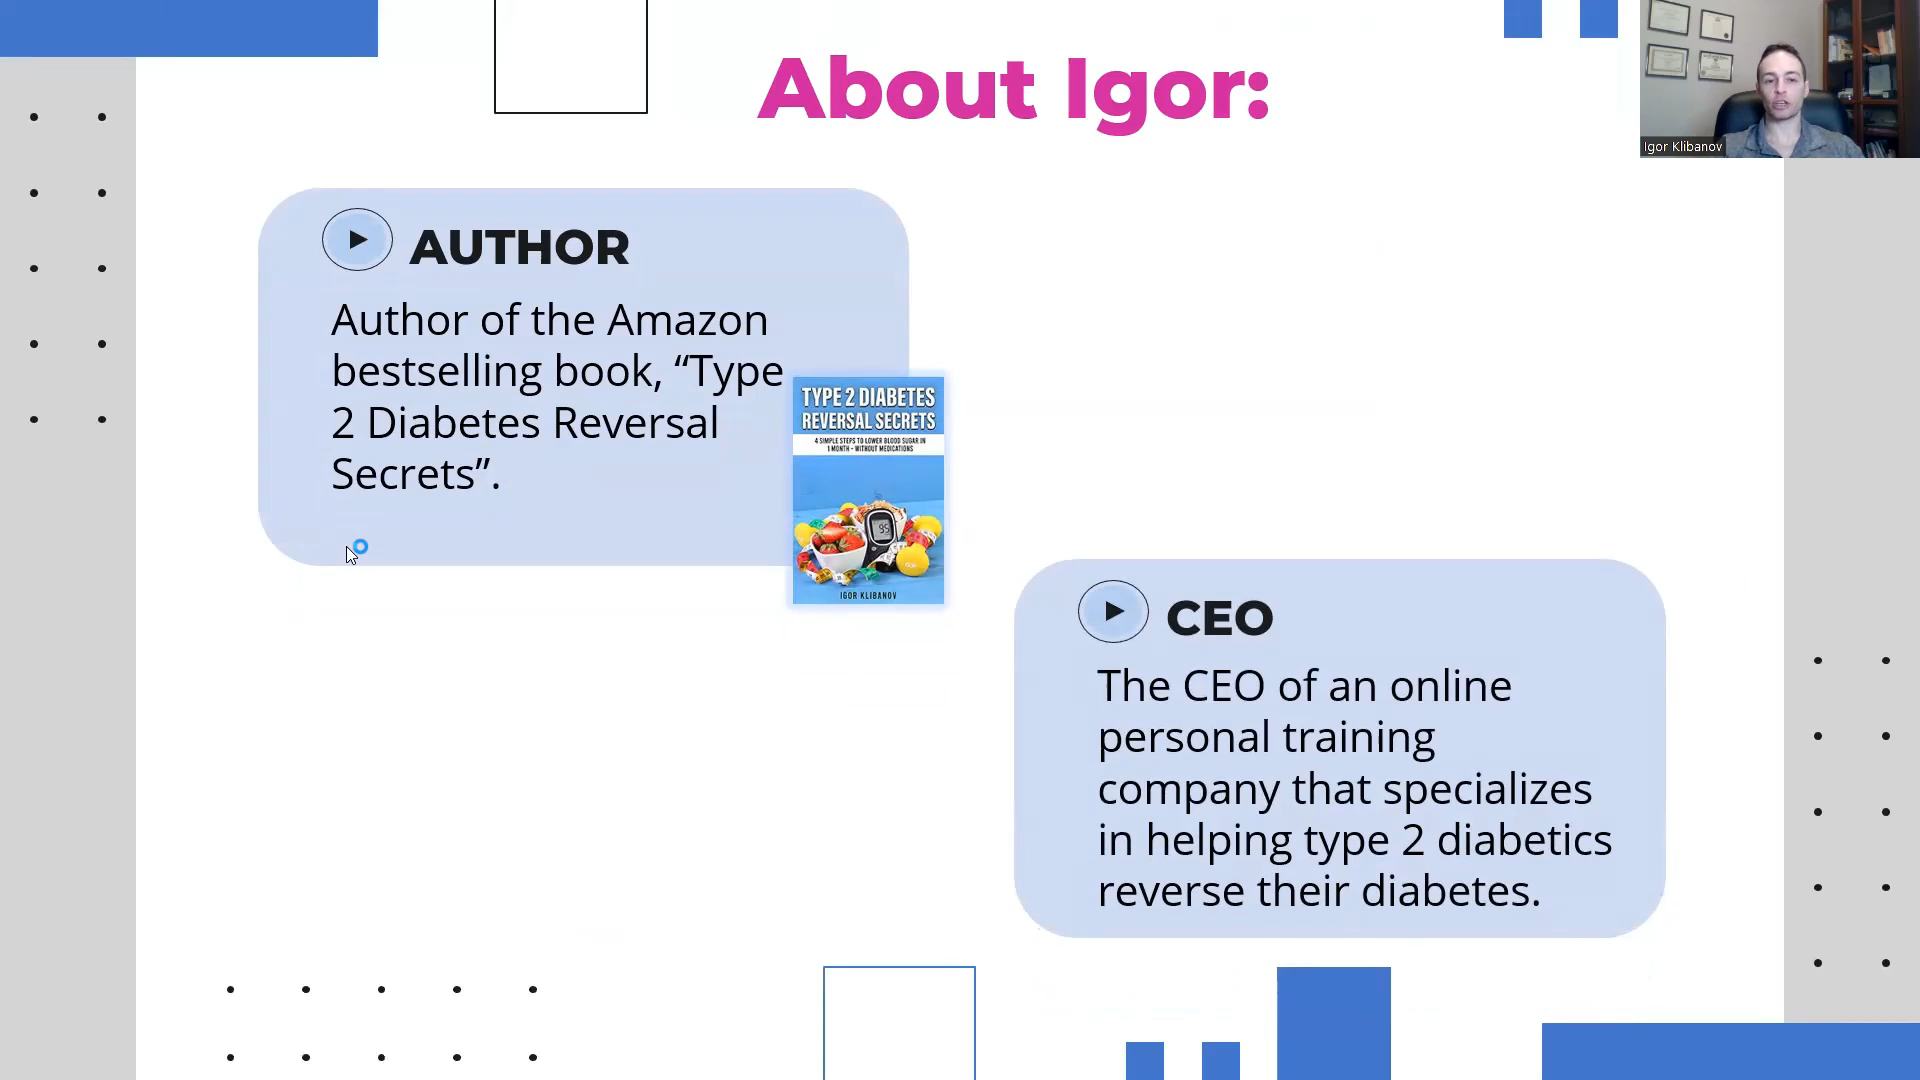 About Igor:
Igor Klibanov
AUTHOR
Author of the Amazon
bestselling book, “Type
2 Diabetes Reversal
Secrets”.
TYPE 2 DIABETES
REVERSAL SECRETS
4 SIMPLE STEPS TO LOWER BLOOD SUGAR IN
1 MONTH - WITHOUT MEDICATIONS
95
IGOR KLIBANOV
CEO
The CEO of an online
personal training
company that specializes
in helping type 2 diabetics
reverse their diabetes.